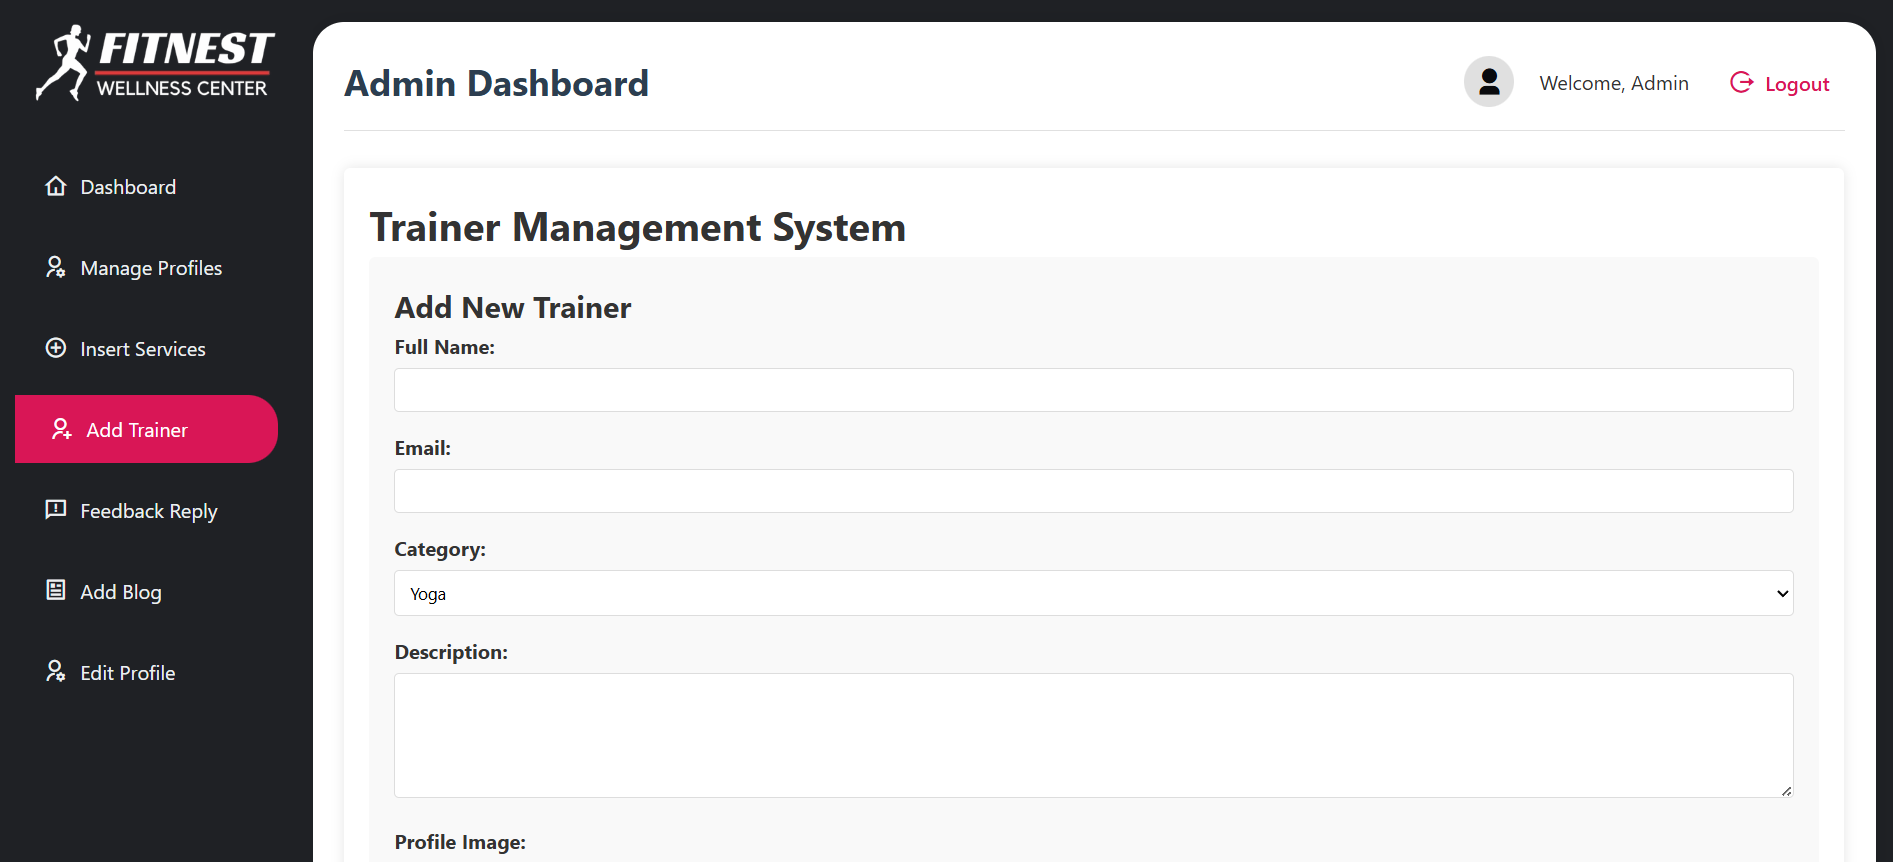 FITNEST
WELLNESS CENTER
Dashboard
Manage Profiles
Insert Services
Add Trainer
Feedback Reply
Add Blog
Edit Profile
Admin Dashboard
Welcome, Admin
Logout
Trainer Management System
Add New Trainer
Full Name:
Email:
Category:
Yoga
Description:
Profile Image: